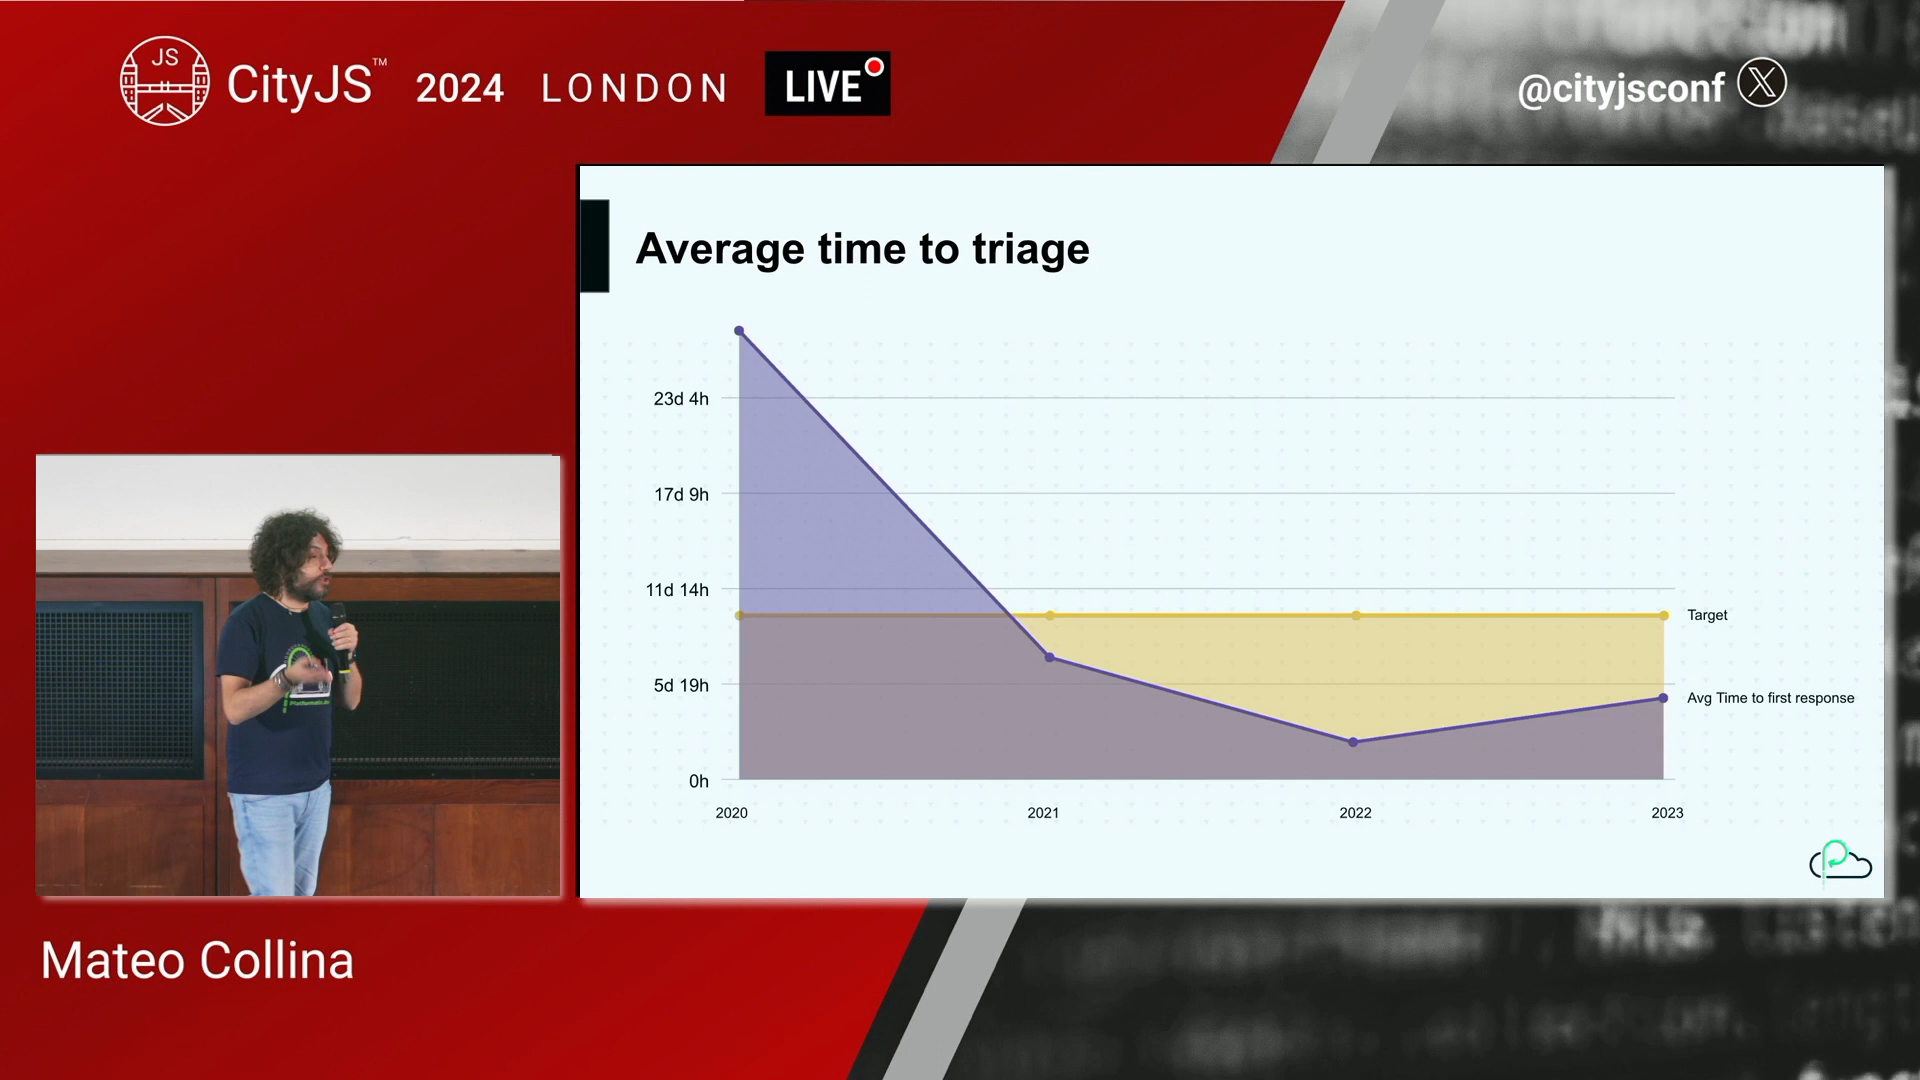 JS
CityJS™ 2024 LONDON LIVE
@cityjsconf
Average time to triage
23d 4h
17d 9h
11d 14h
Target
5d 19h
Avg Time to first response
0h
2020 2021 2022 2023
Mateo Collina